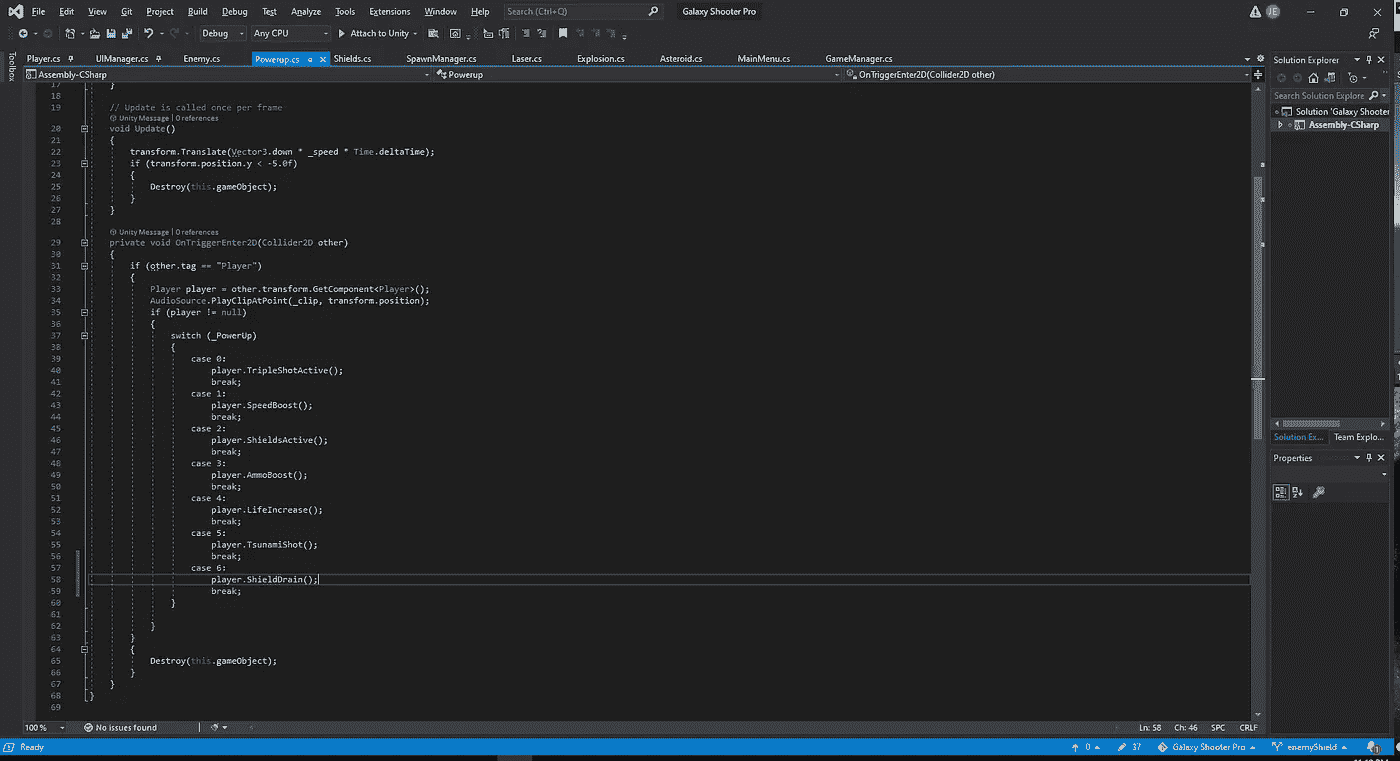 File Edit View Git Project Build Debug Test Analyze Tools Extensions Window Help Search (Ctrl+Q) Galaxy Shooter Pro JE
Debug Any CPU Attach to Unity
Toolbox
Player.cs UIManager.cs Enemy.cs Powerup.cs Shields.cs SpawnManager.cs Laser.cs Explosion.cs Asteroid.cs MainMenu.cs GameManager.cs
Assembly-CSharp Powerup OnTriggerEnter2D(Collider2D other)
17 }
18
19 // Update is called once per frame
Unity Message | 0 references
20 void Update()
21 {
22 transform.Translate(Vector3.down * _speed * Time.deltaTime);
23 if (transform.position.y < -5.0f)
24 {
25 Destroy(this.gameObject);
26 }
27 }
28
Unity Message | 0 references
29 private void OnTriggerEnter2D(Collider2D other)
30 {
31 if (other.tag == "Player")
32 {
33 Player player = other.transform.GetComponent<Player>();
34 AudioSource.PlayClipAtPoint(_clip, transform.position);
35 if (player != null)
36 {
37 switch (_PowerUp)
38 {
39 case 0:
40 player.TripleShotActive();
41 break;
42 case 1:
43 player.SpeedBoost();
44 break;
45 case 2:
46 player.ShieldsActive();
47 break;
48 case 3:
49 player.AmmoBoost();
50 break;
51 case 4:
52 player.LifeIncrease();
53 break;
54 case 5:
55 player.TsunamiShot();
56 break;
57 case 6:
58 player.ShieldDrain();
59 break;
60 }
61
62 }
63 }
64 {
65 Destroy(this.gameObject);
66 }
67 }
68 }
69
100 % No issues found Ln: 58 Ch: 46 SPC CRLF
Solution Explorer
Search Solution Explore
Solution 'Galaxy Shooter
Assembly-CSharp
Solution Ex... Team Explo...
Properties
Ready 0 37 Galaxy Shooter Pro enemyShield 1